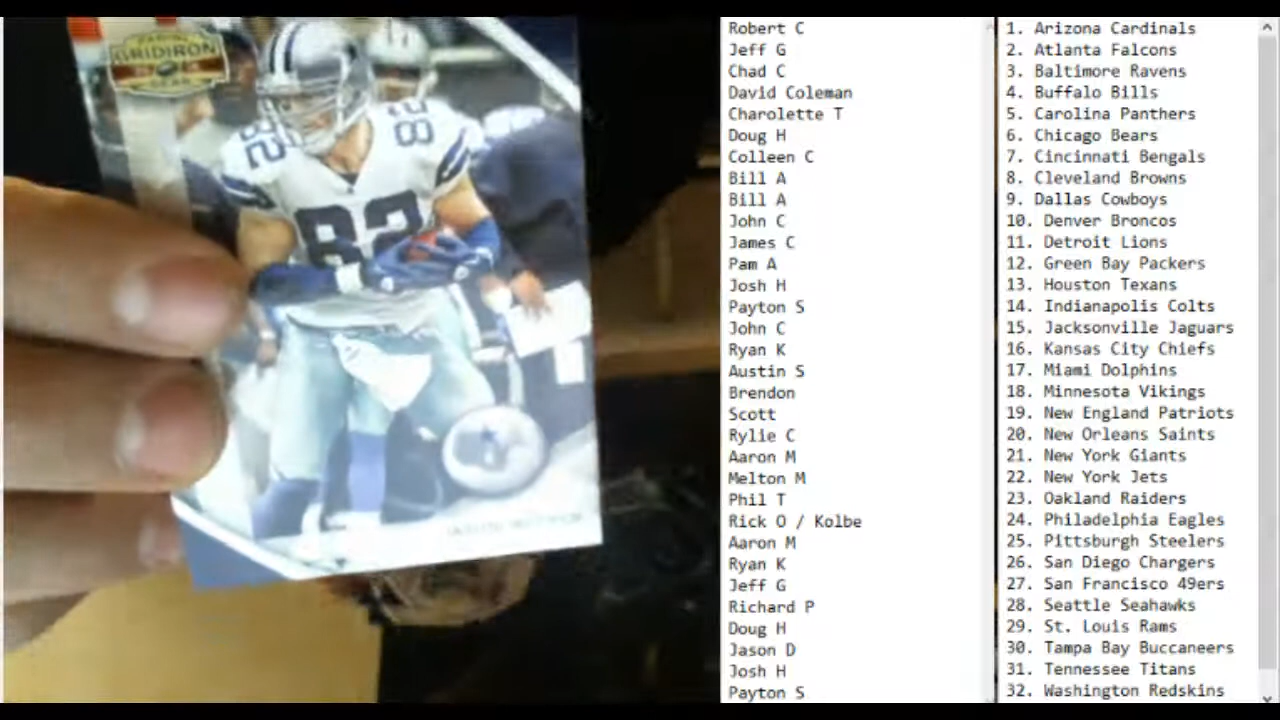 PANINI
GRIDIRON
GEAR
82
82
82
Robert C
Jeff G
Chad C
David Coleman
Charolette T
Doug H
Colleen C
Bill A
Bill A
John C
James C
Pam A
Josh H
Payton S
John C
Ryan K
Austin S
Brendon
Scott
Rylie C
Aaron M
Melton M
Phil T
Rick O / Kolbe
Aaron M
Ryan K
Jeff G
Richard P
Doug H
Jason D
Josh H
Payton S
1. Arizona Cardinals
2. Atlanta Falcons
3. Baltimore Ravens
4. Buffalo Bills
5. Carolina Panthers
6. Chicago Bears
7. Cincinnati Bengals
8. Cleveland Browns
9. Dallas Cowboys
10. Denver Broncos
11. Detroit Lions
12. Green Bay Packers
13. Houston Texans
14. Indianapolis Colts
15. Jacksonville Jaguars
16. Kansas City Chiefs
17. Miami Dolphins
18. Minnesota Vikings
19. New England Patriots
20. New Orleans Saints
21. New York Giants
22. New York Jets
23. Oakland Raiders
24. Philadelphia Eagles
25. Pittsburgh Steelers
26. San Diego Chargers
27. San Francisco 49ers
28. Seattle Seahawks
29. St. Louis Rams
30. Tampa Bay Buccaneers
31. Tennessee Titans
32. Washington Redskins